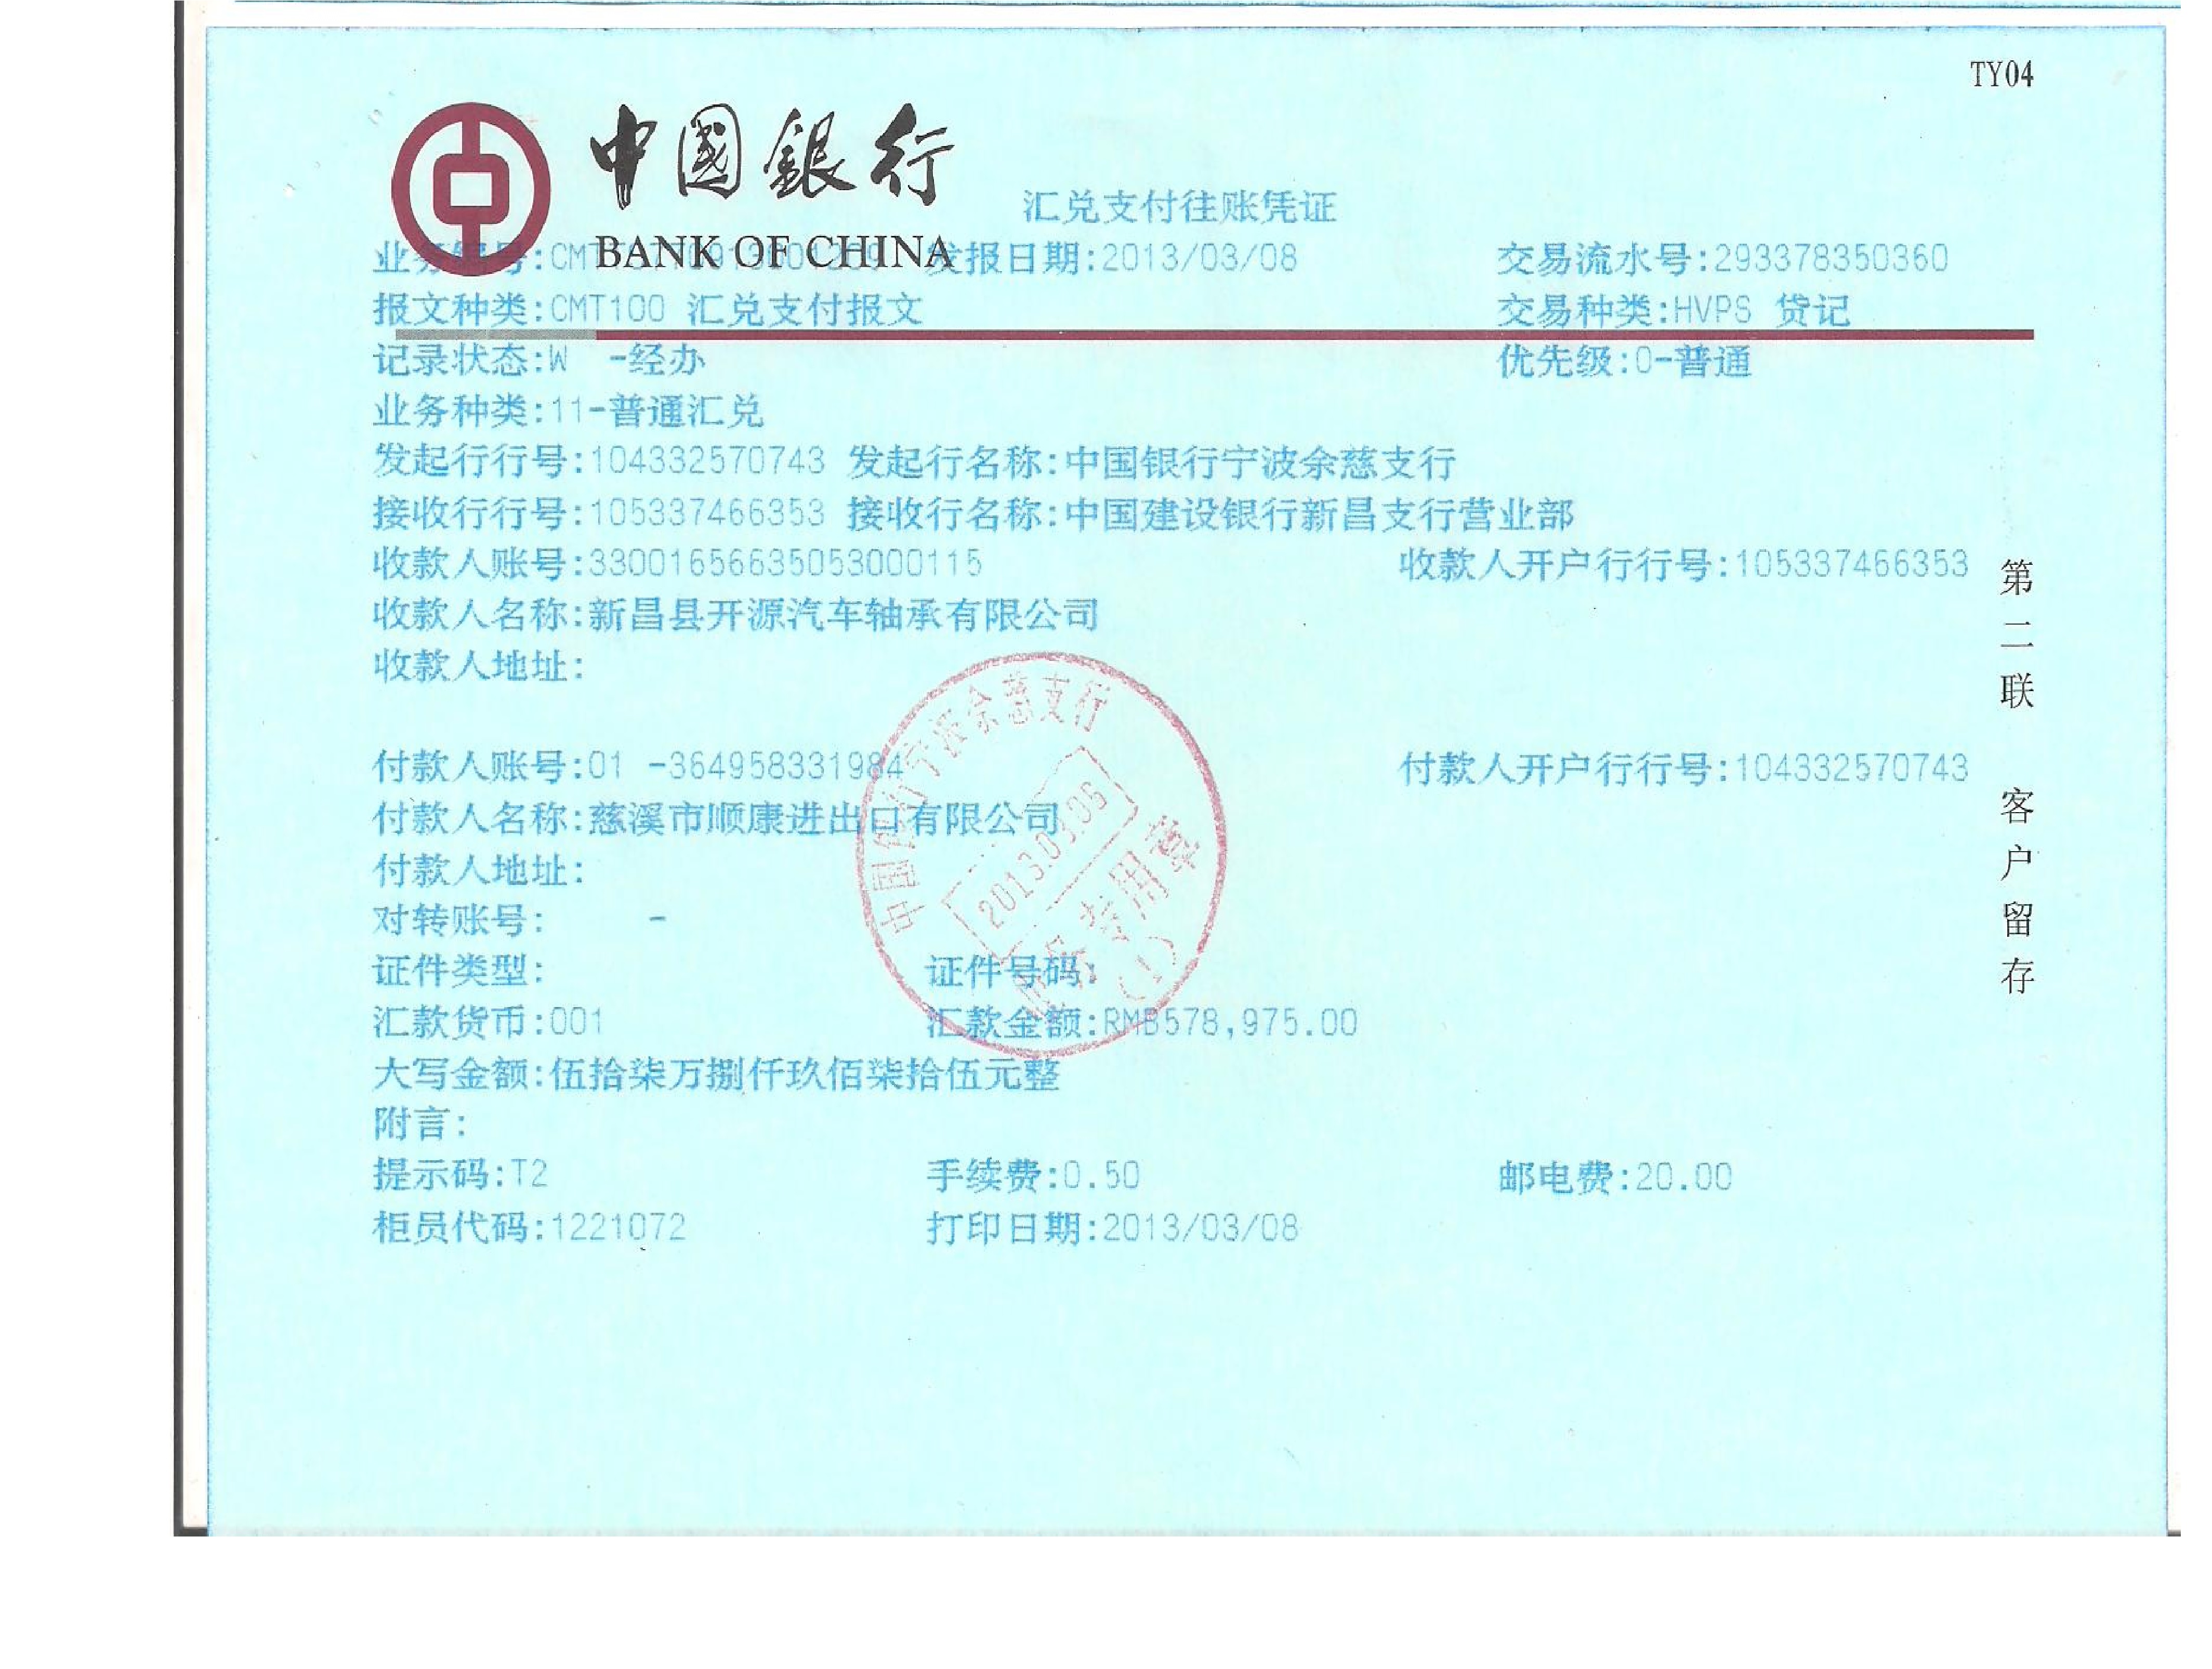 TY04
中國銀行
BANK OF CHINA
汇兑支付往账凭证
业务编号: 发报日期:2013/03/08 交易流水号:293378350360
报文种类:CMT100 汇兑支付报文 交易种类:HVPS 贷记
记录状态:W -经办 优先级:0-普通
业务种类:11-普通汇兑
发起行行号:104332570743 发起行名称:中国银行宁波余慈支行
接收行行号:105337466353 接收行名称:中国建设银行新昌支行营业部
收款人账号:33001656635053000115 收款人开户行行号:105337466353
收款人名称:新昌县开源汽车轴承有限公司
收款人地址:
付款人账号:01 -364958331984 付款人开户行行号:104332570743
付款人名称:慈溪市顺康进出口有限公司
付款人地址:
对转账号: -
证件类型: 证件号码:
汇款货币:001 汇款金额:RMB578,975.00
大写金额:伍拾柒万捌仟玖佰柒拾伍元整
附言:
提示码:T2 手续费:0.50 邮电费:20.00
柜员代码:1221072 打印日期:2013/03/08
第二联 客户留存
中国银行宁波余慈支行
专用章
(1)